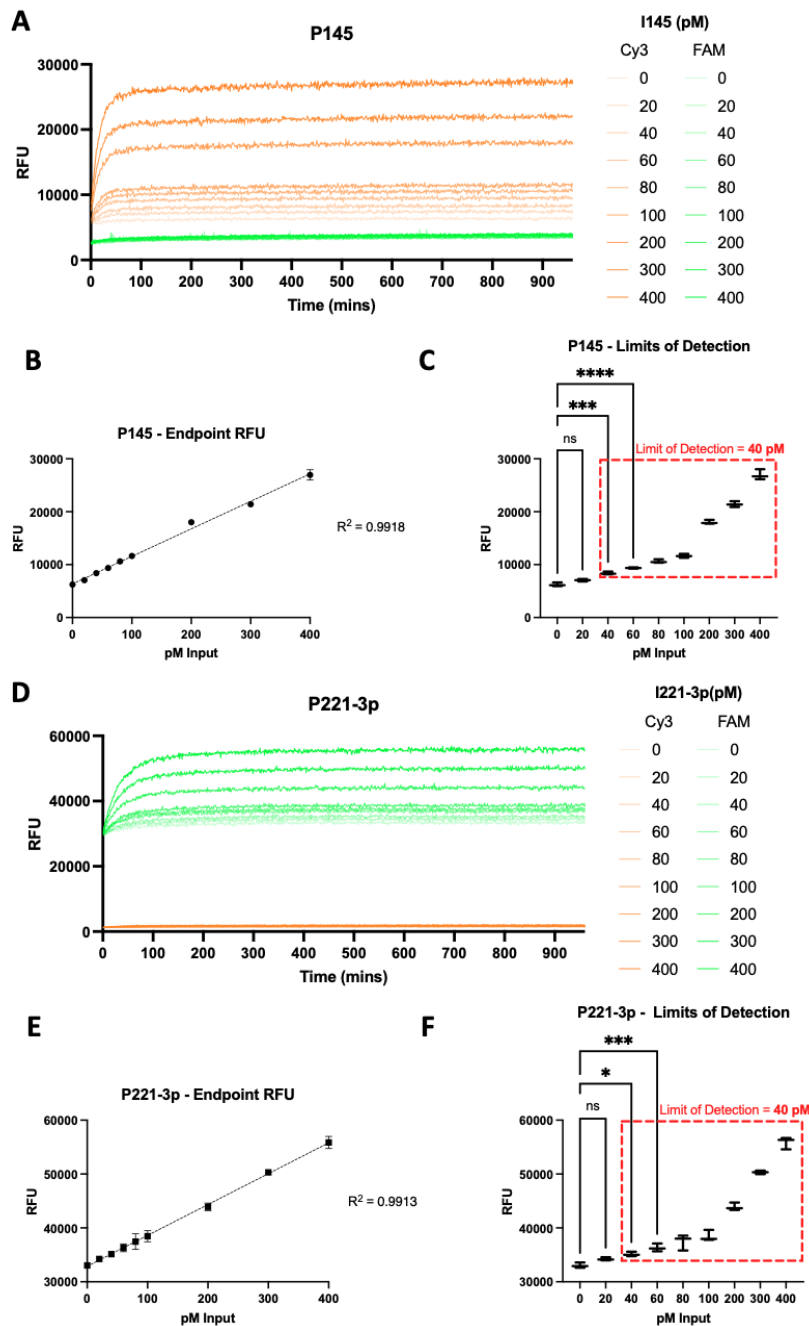 A
P145
I145 (pM)
Cy3 FAM
0 0
20 20
40 40
60 60
80 80
100 100
200 200
300 300
400 400
30000
20000
10000
0
RFU
0 100 200 300 400 500 600 700 800 900
Time (mins)
B
P145 - Endpoint RFU
30000
20000
10000
0
RFU
R2 = 0.9918
0 100 200 300 400
pM Input
C
P145 - Limits of Detection
****
***
ns
Limit of Detection = 40 pM
30000
20000
10000
0
RFU
0 20 40 60 80 100 200 300 400
pM Input
D
P221-3p
I221-3p(pM)
Cy3 FAM
0 0
20 20
40 40
60 60
80 80
100 100
200 200
300 300
400 400
60000
40000
20000
0
RFU
0 100 200 300 400 500 600 700 800 900
Time (mins)
E
P221-3p - Endpoint RFU
60000
50000
40000
30000
RFU
R2 = 0.9913
0 100 200 300 400
pM Input
F
P221-3p - Limits of Detection
***
*
ns
Limit of Detection = 40 pM
60000
50000
40000
30000
RFU
0 20 40 60 80 100 200 300 400
pM Input